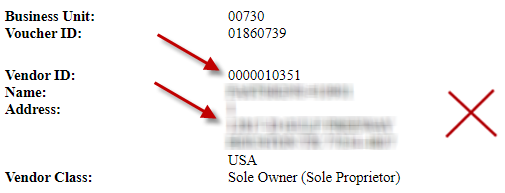 Business Unit: 00730
Voucher ID: 01860739
Vendor ID: 0000010351
Name:
Address:
USA
Vendor Class: Sole Owner (Sole Proprietor)